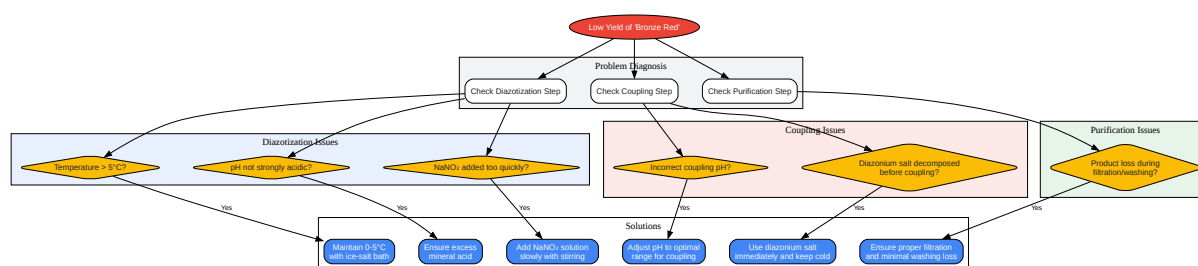 Low Yield of 'Bronze Red'
Problem Diagnosis
Check Diazotization Step
Check Coupling Step
Check Purification Step
Diazotization Issues
Coupling Issues
Purification Issues
Temperature > 5°C?
pH not strongly acidic?
NaNO₂ added too quickly?
Incorrect coupling pH?
Diazonium salt decomposed
before coupling?
Product loss during
filtration/washing?
Yes
Yes
Yes
Yes
Yes
Yes
Solutions
Maintain 0-5°C
with ice-salt bath
Ensure excess
mineral acid
Add NaNO₂ solution
slowly with stirring
Adjust pH to optimal
range for coupling
Use diazonium salt
immediately and keep cold
Ensure proper filtration
and minimal washing loss